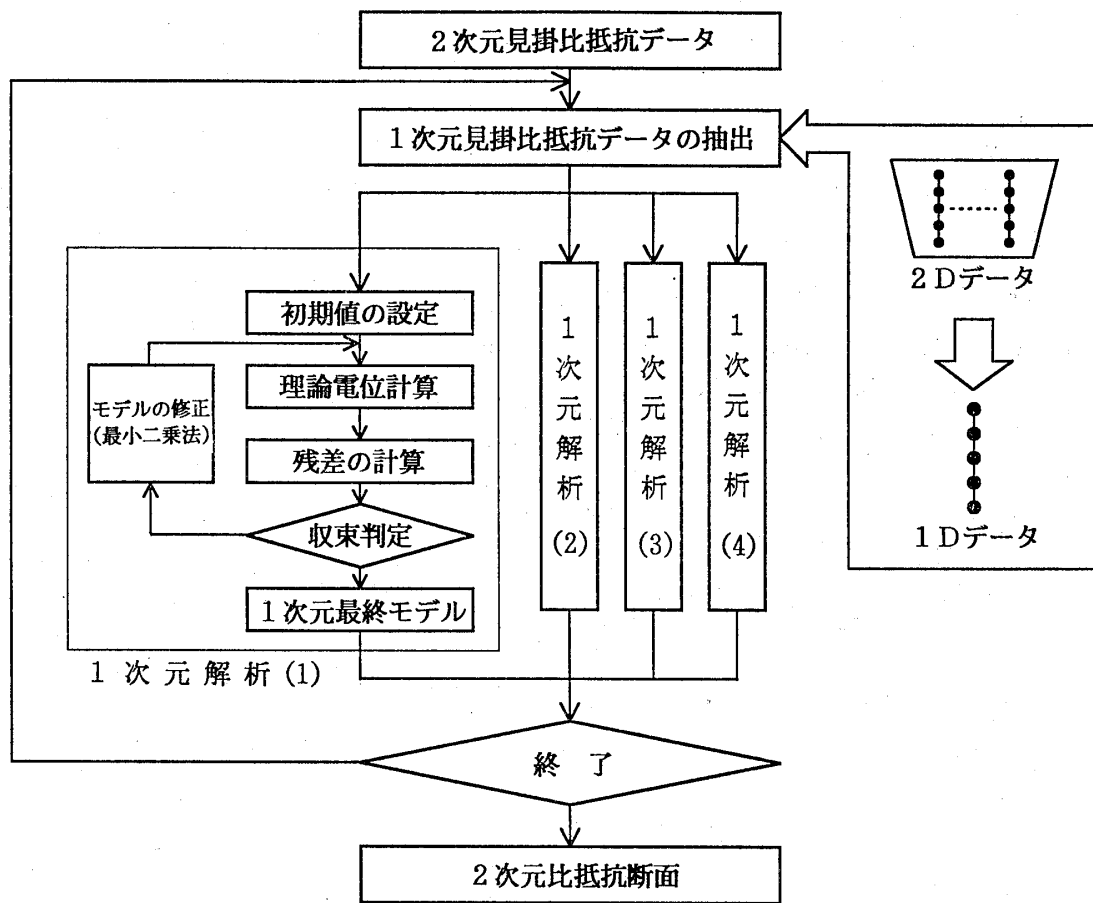 2次元見掛比抵抗データ
1次元見掛比抵抗データの抽出
初期値の設定
理論電位計算
モデルの修正
(最小二乗法)
残差の計算
収束判定
1次元最終モデル
1次元解析(1)
1次元解析(2)
1次元解析(3)
1次元解析(4)
2Dデータ
1Dデータ
終 了
2次元比抵抗断面